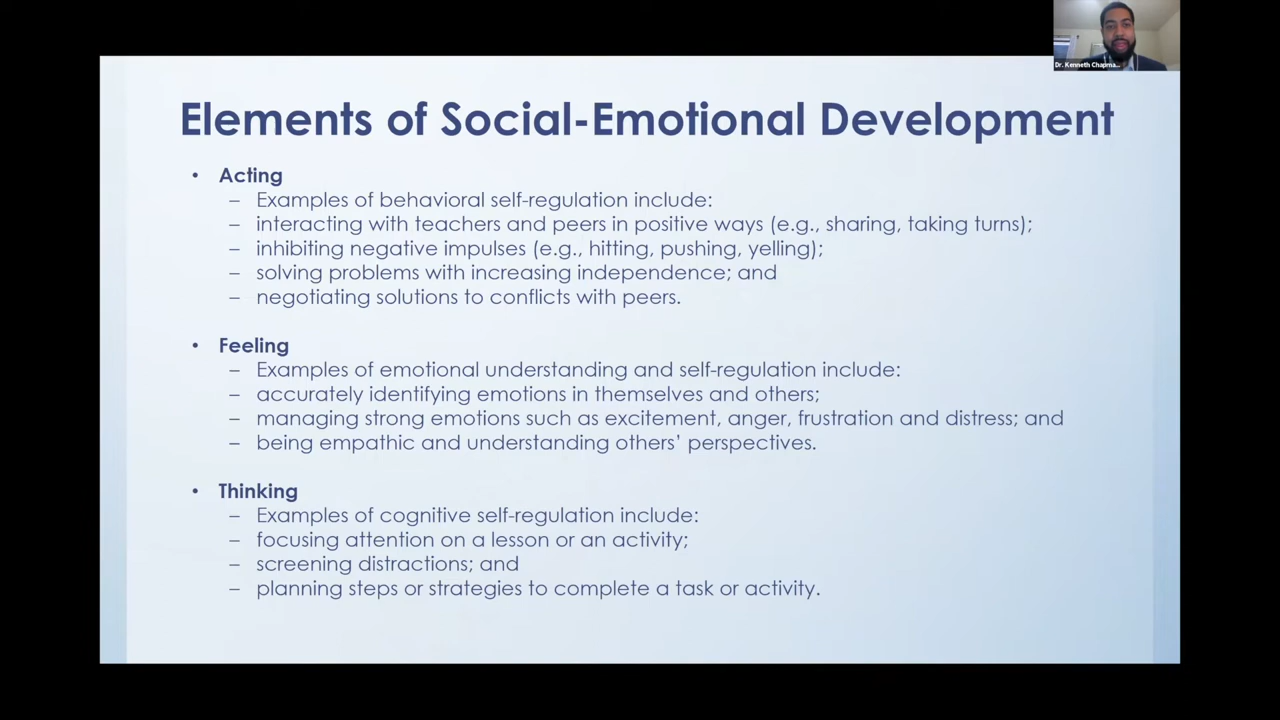 Dr. Kenneth Chapma...
Elements of Social-Emotional Development
• Acting
– Examples of behavioral self-regulation include:
– interacting with teachers and peers in positive ways (e.g., sharing, taking turns);
– inhibiting negative impulses (e.g., hitting, pushing, yelling);
– solving problems with increasing independence; and
– negotiating solutions to conflicts with peers.
• Feeling
– Examples of emotional understanding and self-regulation include:
– accurately identifying emotions in themselves and others;
– managing strong emotions such as excitement, anger, frustration and distress; and
– being empathic and understanding others’ perspectives.
• Thinking
– Examples of cognitive self-regulation include:
– focusing attention on a lesson or an activity;
– screening distractions; and
– planning steps or strategies to complete a task or activity.